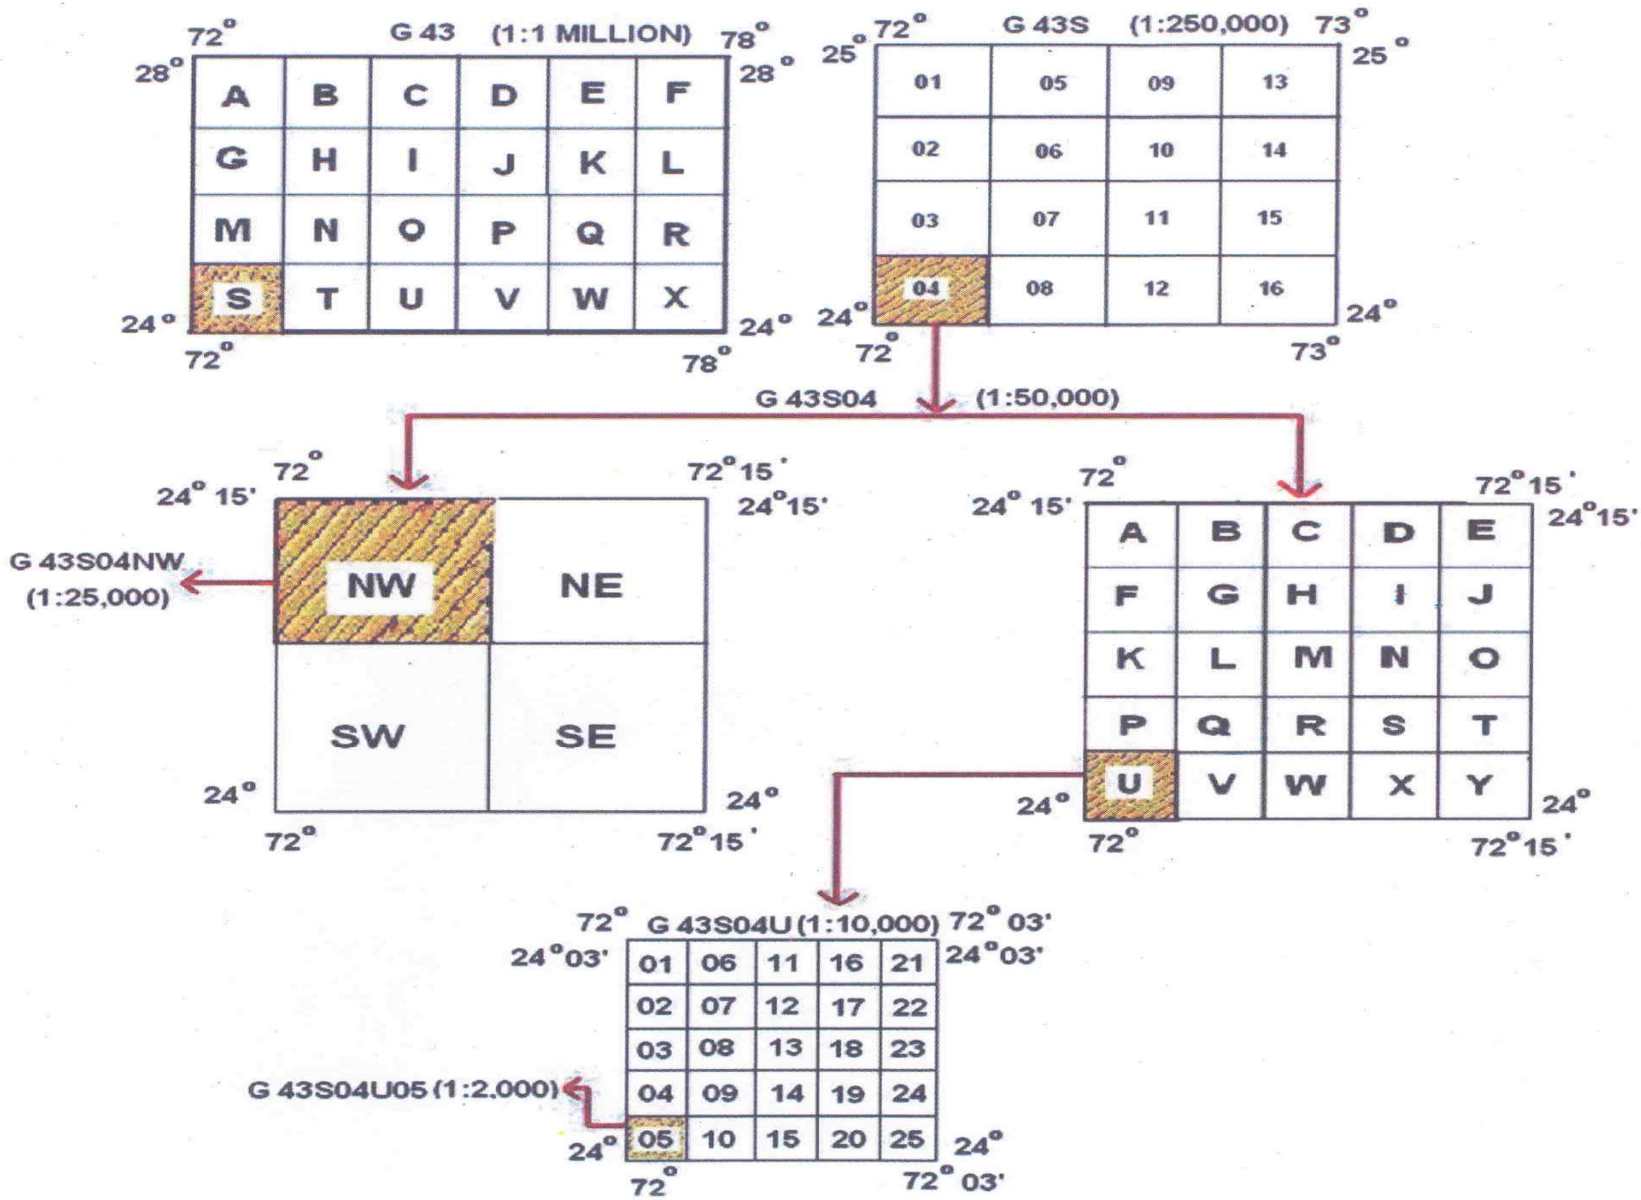 72° G 43 (1:1 MILLION) 78°
28° 28°
A B C D E F
G H I J K L
M N O P Q R
S T U V W X
24° 24°
72° 78°
72° G 43S (1:250,000) 73°
25° 25°
01 05 09 13
02 06 10 14
03 07 11 15
04 08 12 16
24° 24°
72° 73°
G 43S04 (1:50,000)
72° 72°15'
24°15' 24°15'
G 43S04NW
(1:25,000)
NW NE
SW SE
24° 24°
72° 72°15'
72° 72°15'
24°15' 24°15'
A B C D E
F G H I J
K L M N O
P Q R S T
U V W X Y
24° 24°
72° 72°15'
72° G 43S04U (1:10,000) 72°03'
24°03' 24°03'
01 06 11 16 21
02 07 12 17 22
03 08 13 18 23
04 09 14 19 24
05 10 15 20 25
G 43S04U05 (1:2.000)
24° 24°
72° 72°03'